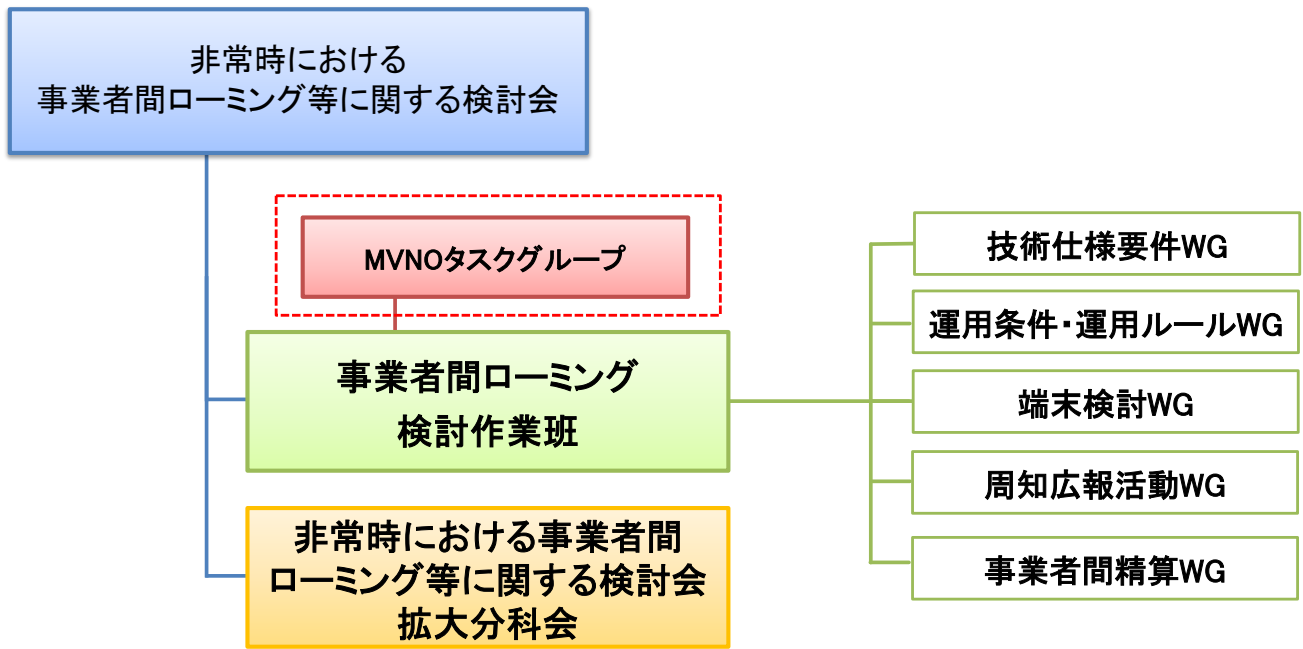 非常時における
事業者間ローミング等に関する検討会
MVNOタスクグループ
事業者間ローミング
検討作業班
非常時における事業者間
ローミング等に関する検討会
拡大分科会
技術仕様要件WG
運用条件・運用ルールWG
端末検討WG
周知広報活動WG
事業者間精算WG